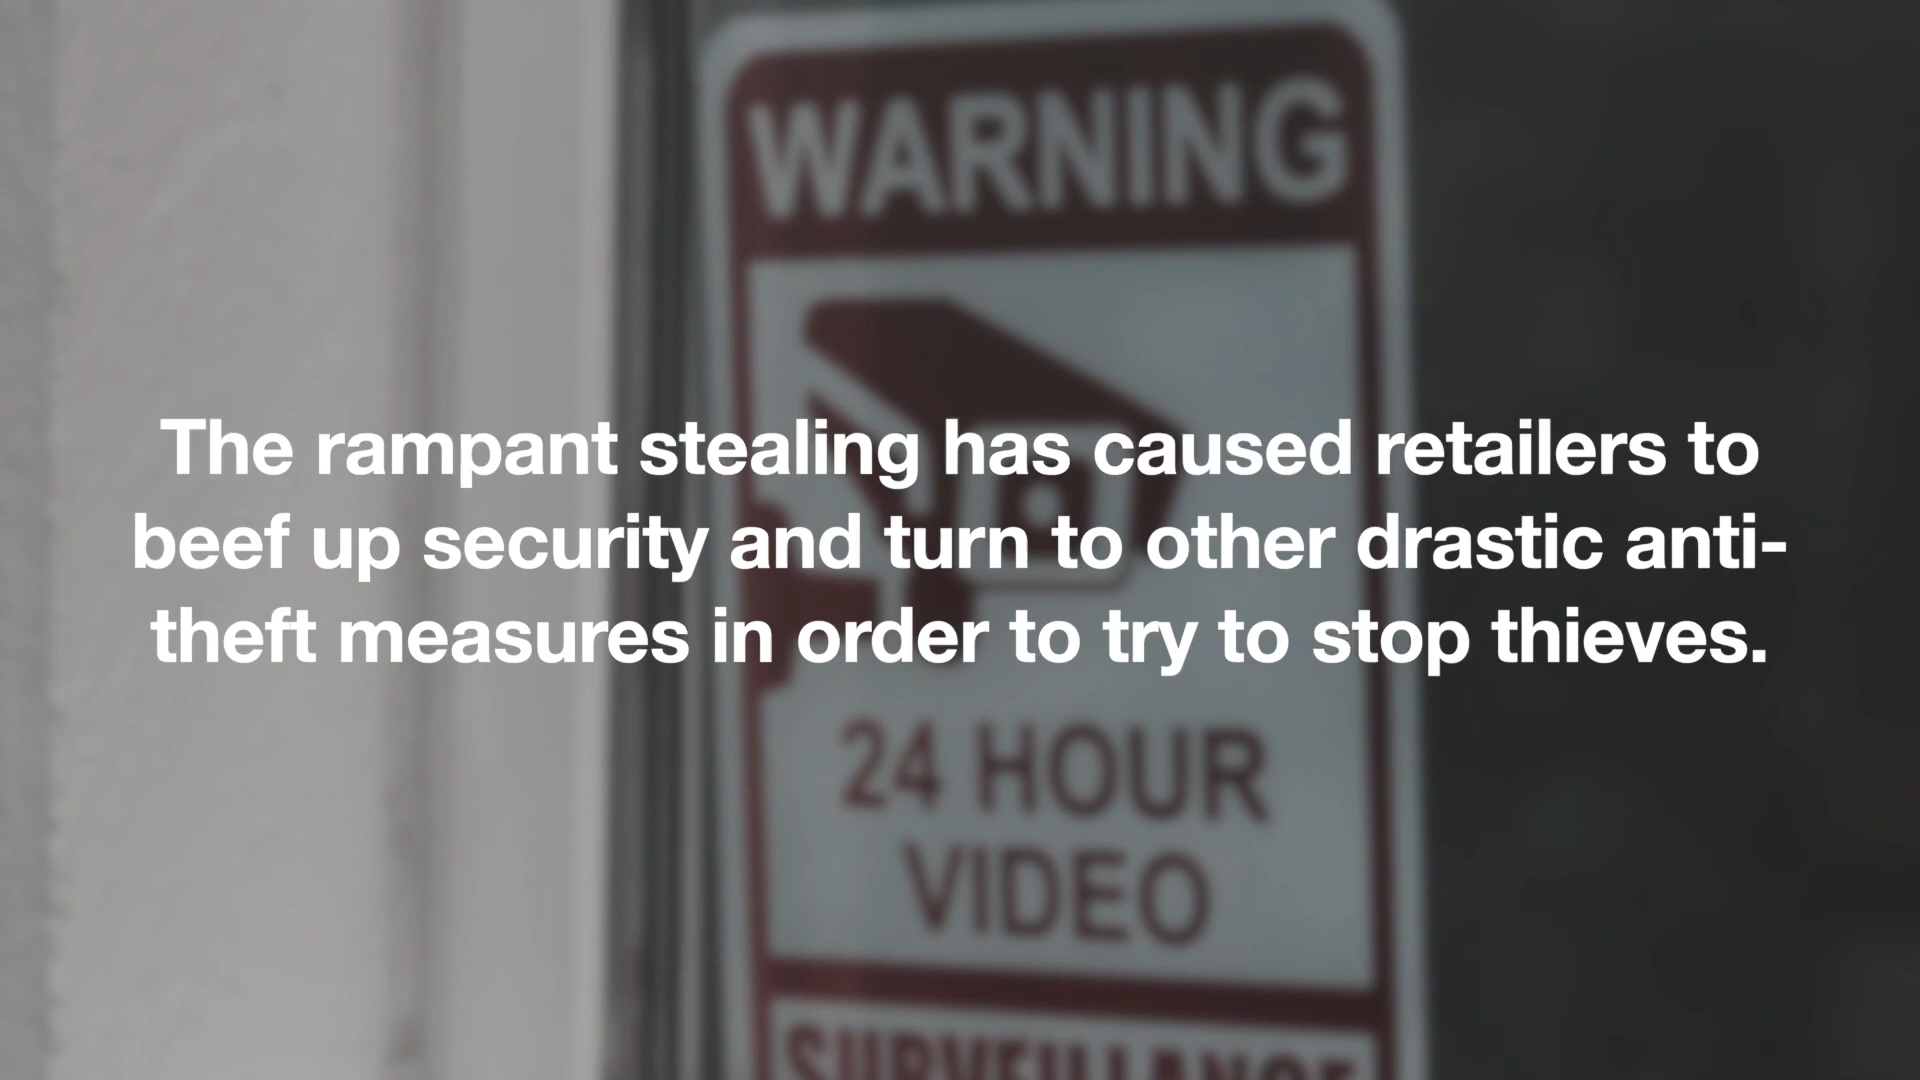 WARNING
The rampant stealing has caused retailers to
beef up security and turn to other drastic anti-
theft measures in order to try to stop thieves.
24 HOUR
VIDEO
SURVEILLANCE